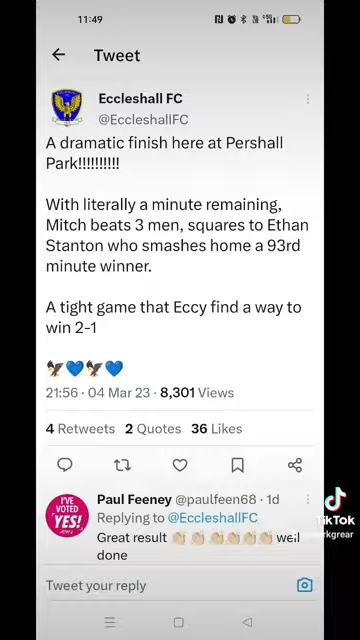 11:49
Tweet
Eccleshall FC
@EccleshallFC
A dramatic finish here at Pershall
Park!!!!!!!!!!
With literally a minute remaining,
Mitch beats 3 men, squares to Ethan
Stanton who smashes home a 93rd
minute winner.
A tight game that Eccy find a way to
win 2-1
🦅💙🦅💙
21:56 · 04 Mar 23 · 8,301 Views
4 Retweets 2 Quotes 36 Likes
I'VE
VOTED
YES!
Paul Feeney @paulfeen68 · 1d
Replying to @EccleshallFC
Great result 👏🏻👏🏻👏🏻👏🏻👏🏻👏🏻 well
done
TikTok
Tweet your reply